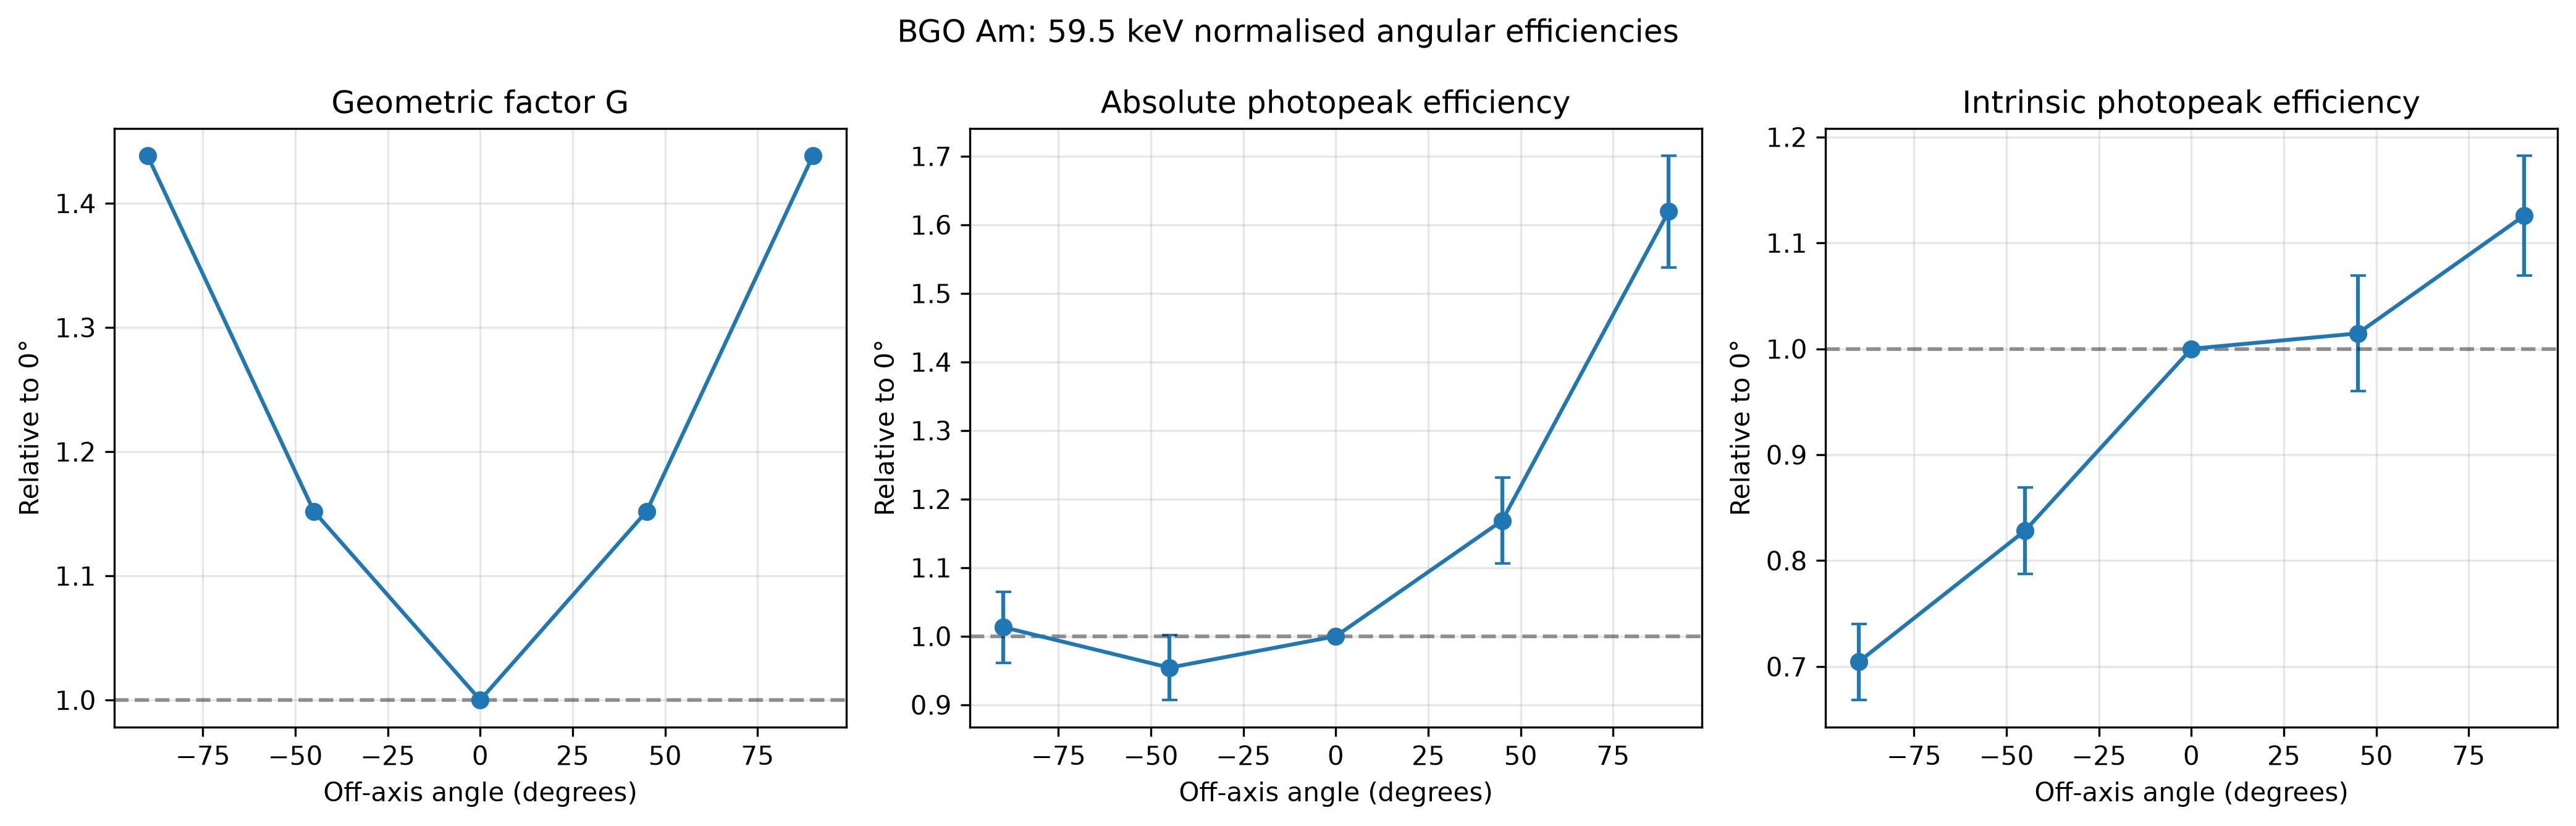 BGO Am: 59.5 keV normalised angular efficiencies
Geometric factor G
Relative to 0°
1.4
1.3
1.2
1.1
1.0
−75 −50 −25 0 25 50 75
Off-axis angle (degrees)
Absolute photopeak efficiency
Relative to 0°
1.7
1.6
1.5
1.4
1.3
1.2
1.1
1.0
0.9
−75 −50 −25 0 25 50 75
Off-axis angle (degrees)
Intrinsic photopeak efficiency
Relative to 0°
1.2
1.1
1.0
0.9
0.8
0.7
−75 −50 −25 0 25 50 75
Off-axis angle (degrees)